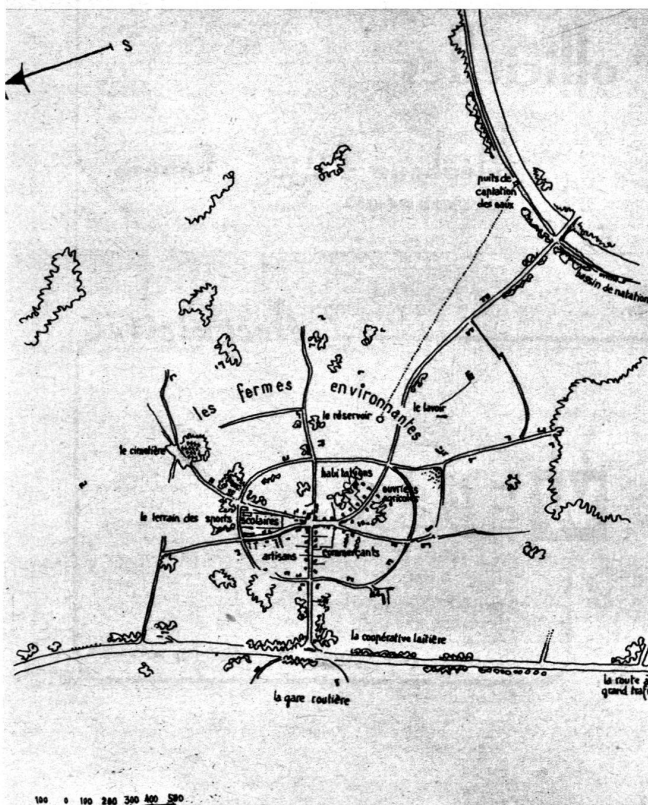 S
puits de
captation
des eaux
bassin de natation
les fermes environnantes
le réservoir
le lavoir
le cimetière
habitations
ouvriers
agricoles
le terrain des sports
scolaires
artisans
commerçants
la coopérative laitière
la route à
grand trafi
la gare routière
100 0 100 200 300 400 500